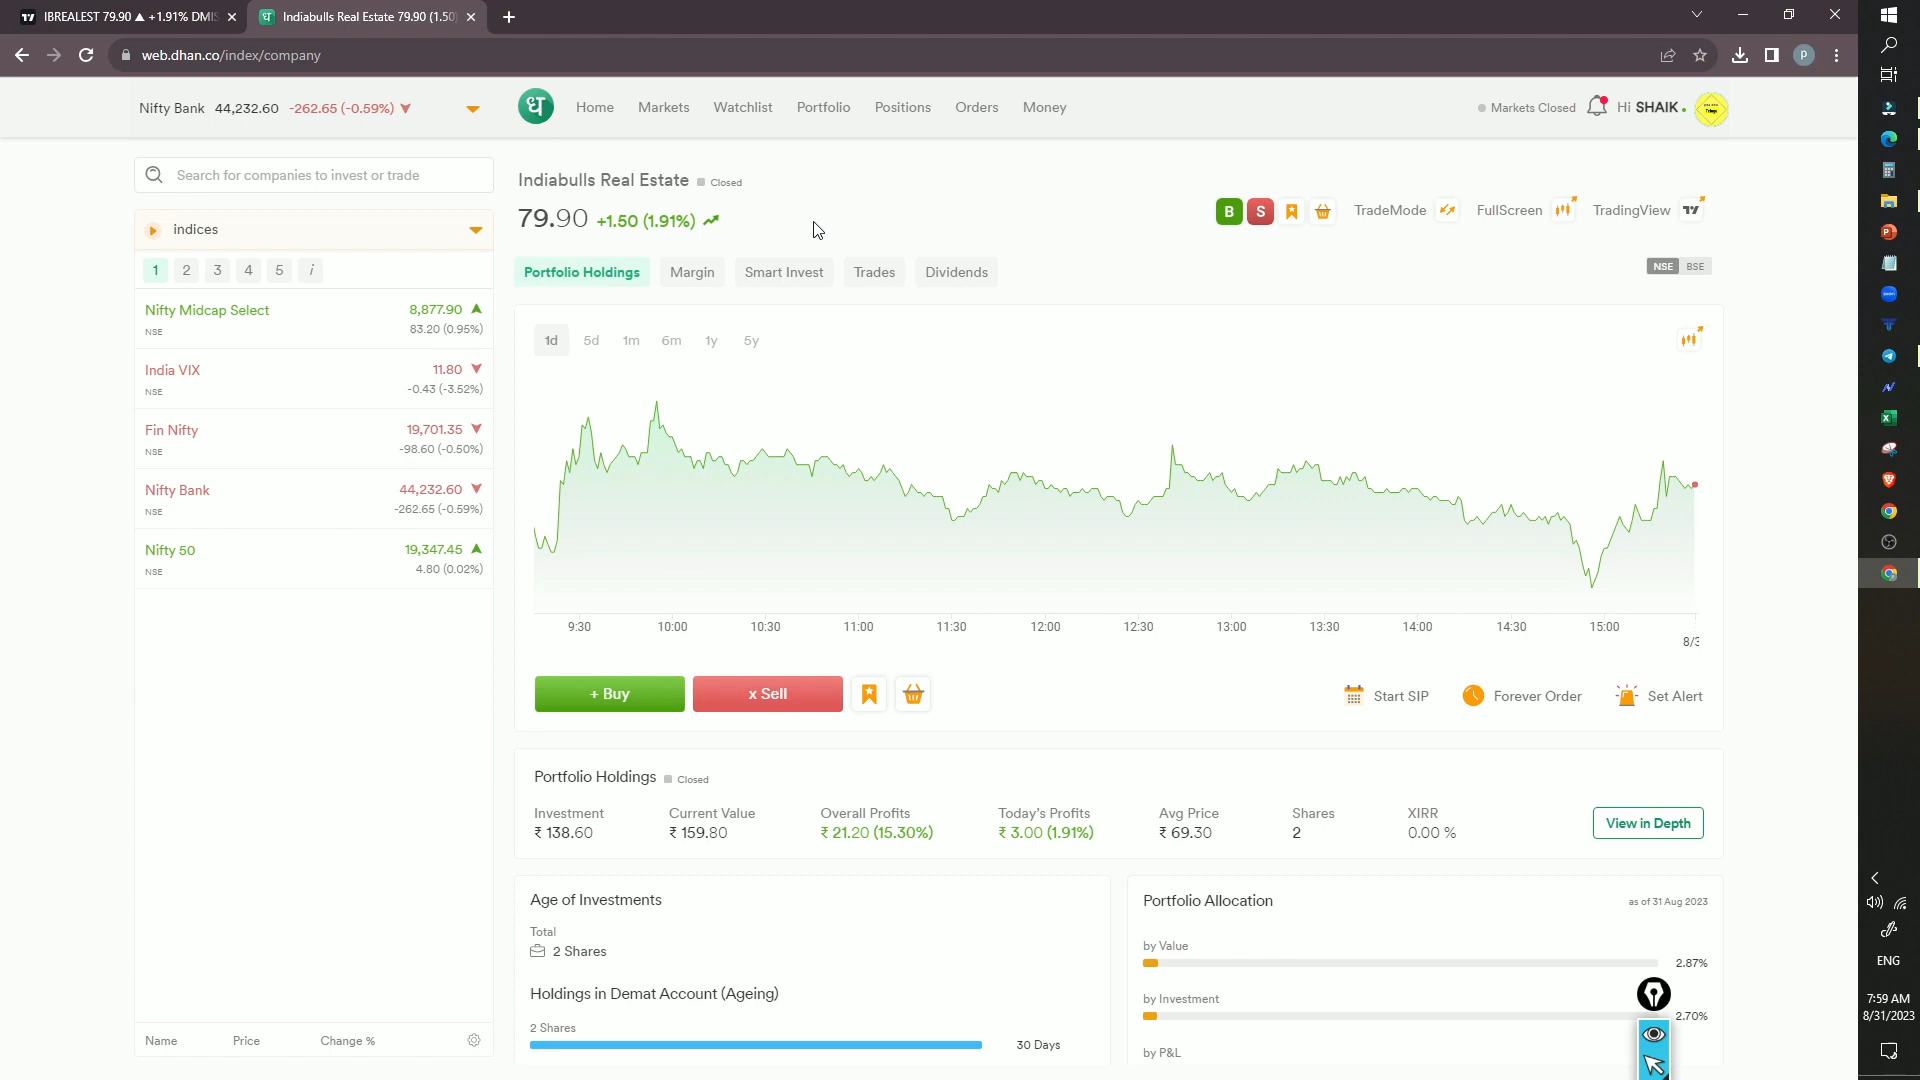 IBREALEST 79.90 ▲ +1.91% DMIS
Indiabulls Real Estate 79.90 (1.50)
web.dhan.co/index/company
P
Nifty Bank 44,232.60 -262.65 (-0.59%)
ध
Home Markets Watchlist Portfolio Positions Orders Money
Markets Closed
Hi SHAIK
Search for companies to invest or trade
indices
1 2 3 4 5 i
Nifty Midcap Select 8,877.90
NSE 83.20 (0.95%)
India VIX 11.80
NSE -0.43 (-3.52%)
Fin Nifty 19,701.35
NSE -98.60 (-0.50%)
Nifty Bank 44,232.60
NSE -262.65 (-0.59%)
Nifty 50 19,347.45
NSE 4.80 (0.02%)
Name Price Change %
Indiabulls Real Estate Closed
79.90 +1.50 (1.91%)
B S TradeMode FullScreen TradingView
Portfolio Holdings Margin Smart Invest Trades Dividends
NSE BSE
1d 5d 1m 6m 1y 5y
9:30 10:00 10:30 11:00 11:30 12:00 12:30 13:00 13:30 14:00 14:30 15:00
8/3
+ Buy x Sell
Start SIP Forever Order Set Alert
Portfolio Holdings Closed
Investment Current Value Overall Profits Today's Profits Avg Price Shares XIRR
₹ 138.60 ₹ 159.80 ₹ 21.20 (15.30%) ₹ 3.00 (1.91%) ₹ 69.30 2 0.00 %
View in Depth
Age of Investments
Total
2 Shares
Holdings in Demat Account (Ageing)
2 Shares
30 Days
Portfolio Allocation as of 31 Aug 2023
by Value
2.87%
by Investment
2.70%
by P&L
ENG
7:59 AM
8/31/2023